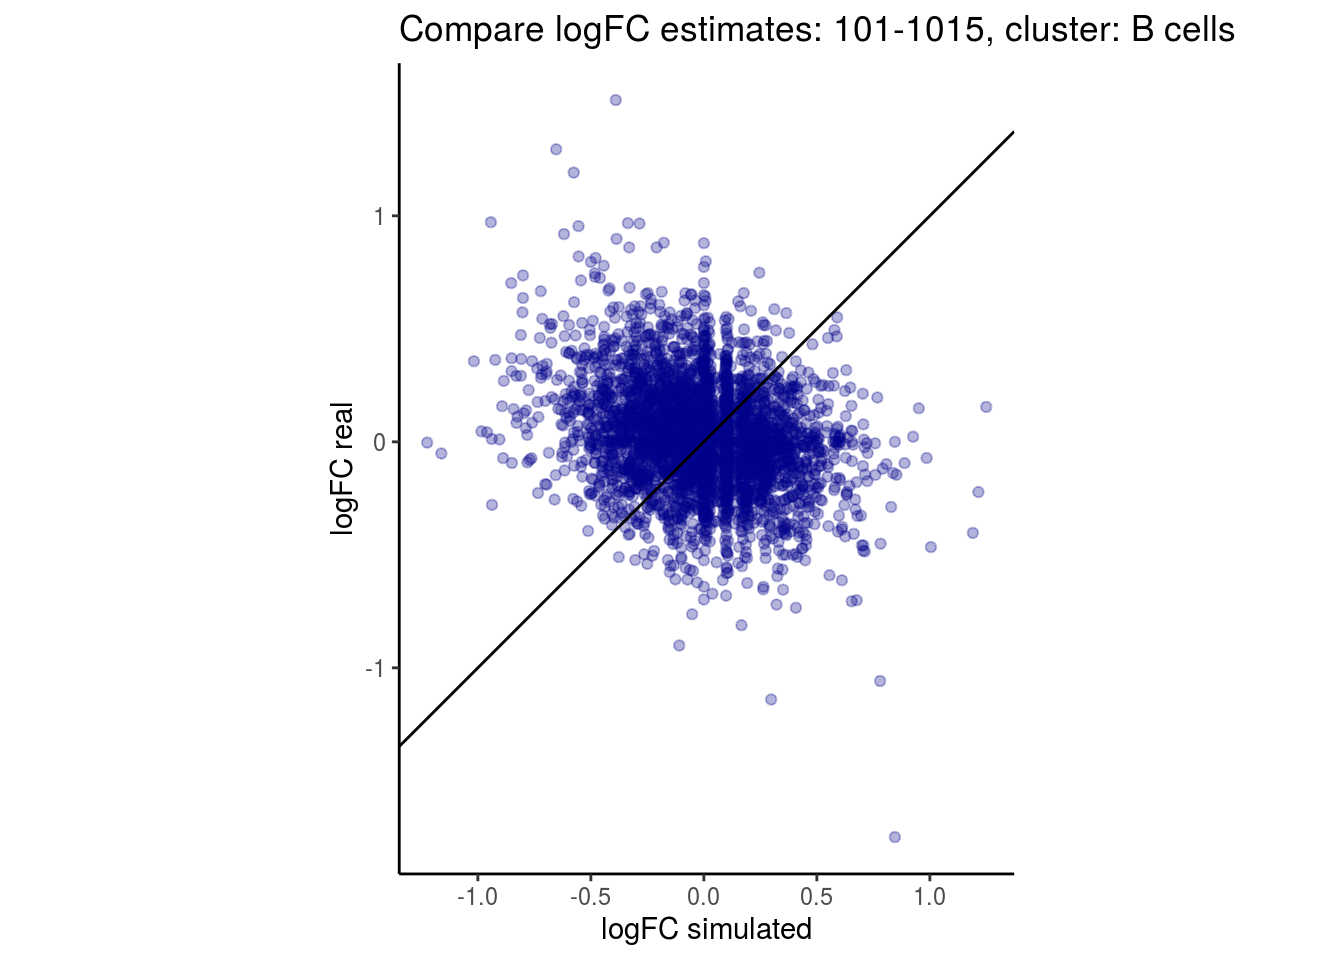 Compare logFC estimates: 101-1015, cluster: B cells
logFC real
1
0
-1
-1.0 -0.5 0.0 0.5 1.0
logFC simulated